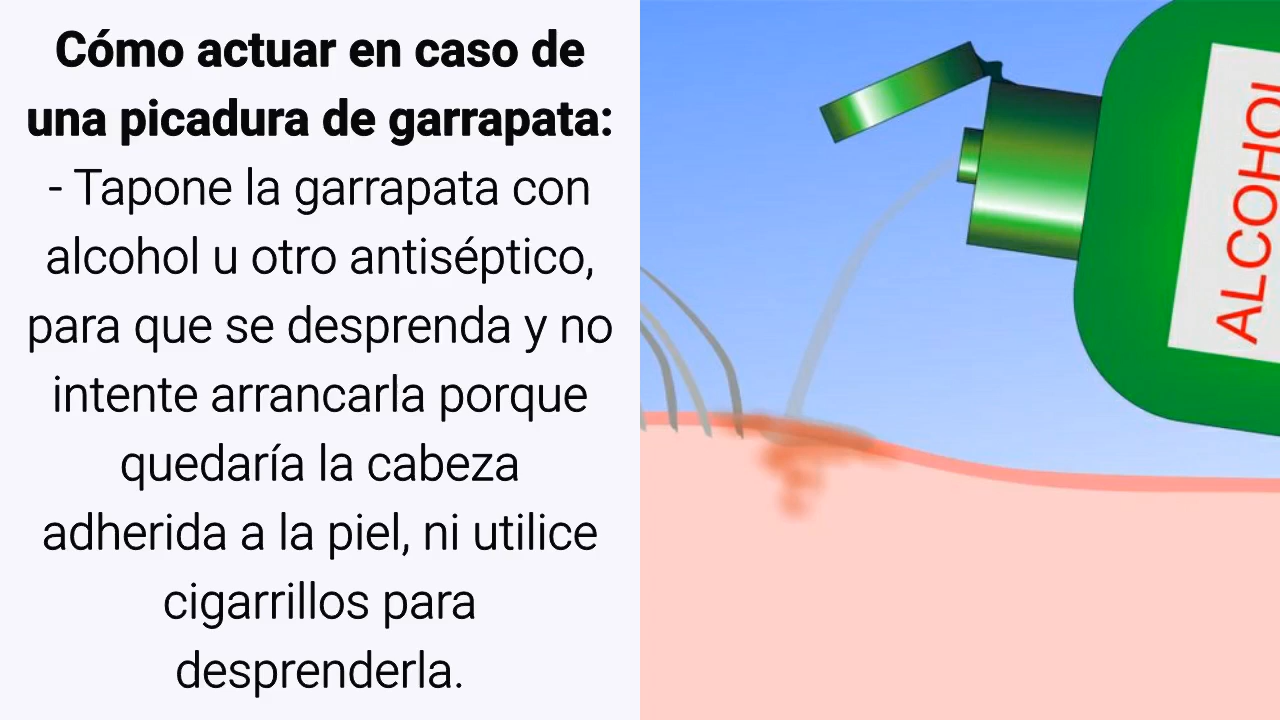 Cómo actuar en caso de
una picadura de garrapata:
- Tapone la garrapata con
alcohol u otro antiséptico,
para que se desprenda y no
intente arrancarla porque
quedaría la cabeza
adherida a la piel, ni utilice
cigarrillos para
desprenderla.
ALCOHOL